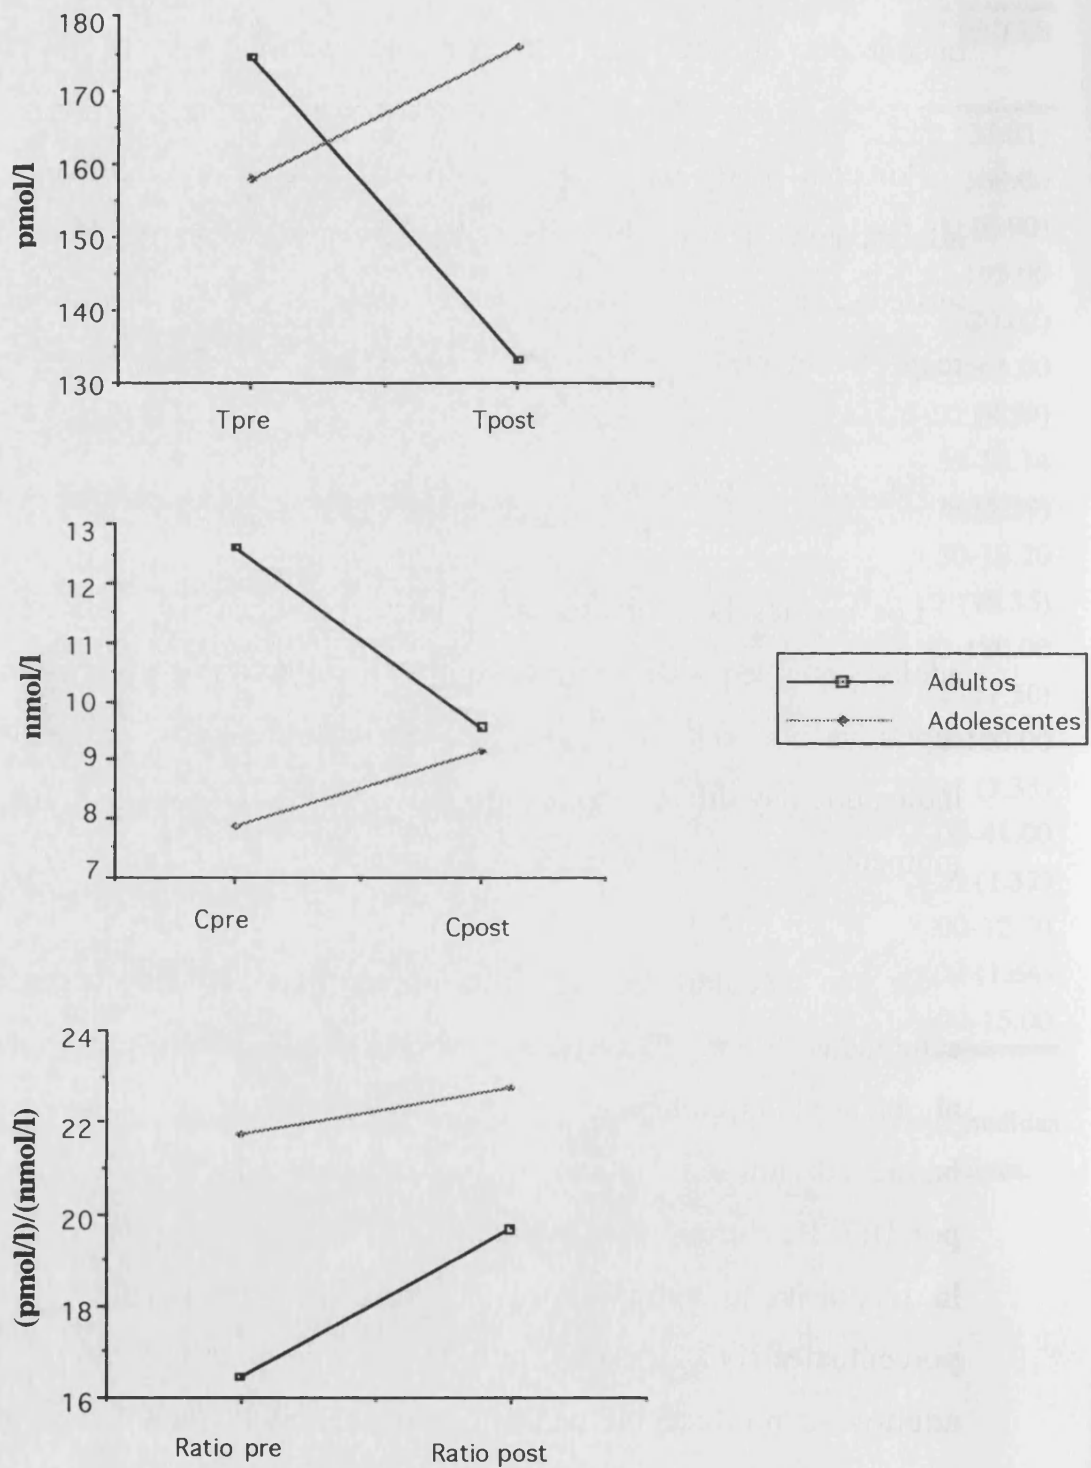 180
170
160
150
140
130
pmol/l
Tpre Tpost
13
12
11
10
9
8
7
nmol/l
Cpre Cpost
Adultos
Adolescentes
24
22
20
18
16
(pmol/l)/(nmol/l)
Ratio pre Ratio post